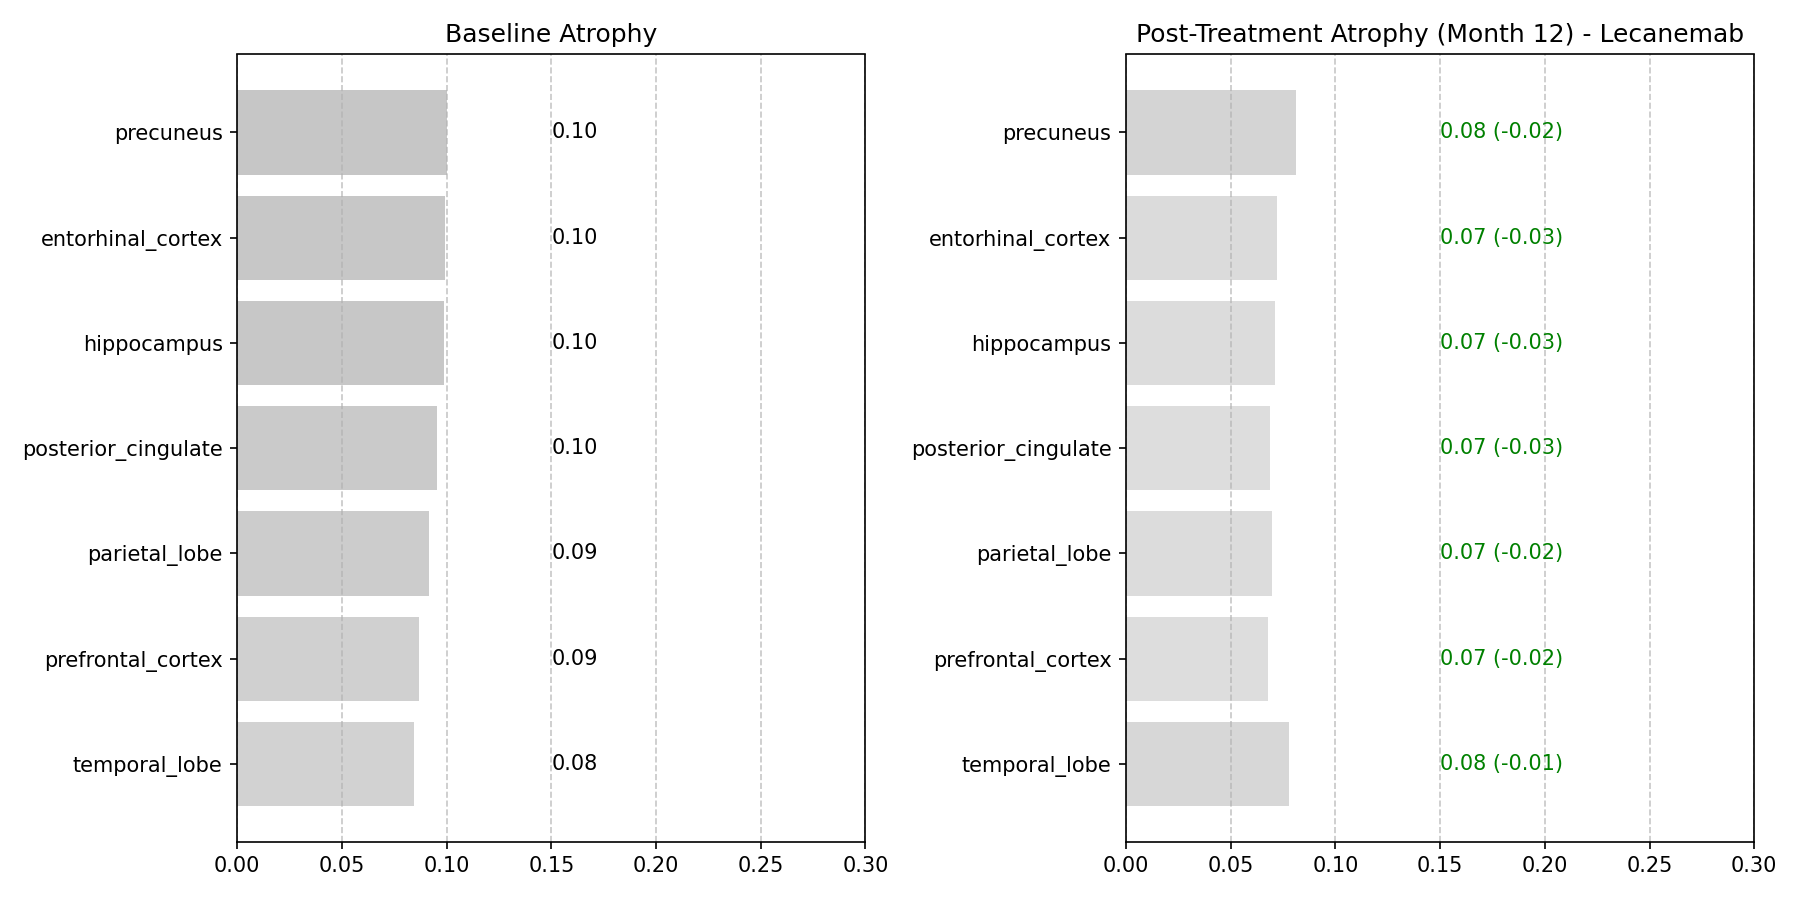 Baseline Atrophy
precuneus 0.10
entorhinal_cortex 0.10
hippocampus 0.10
posterior_cingulate 0.10
parietal_lobe 0.09
prefrontal_cortex 0.09
temporal_lobe 0.08
0.00 0.05 0.10 0.15 0.20 0.25 0.30
Post-Treatment Atrophy (Month 12) - Lecanemab
precuneus 0.08 (-0.02)
entorhinal_cortex 0.07 (-0.03)
hippocampus 0.07 (-0.03)
posterior_cingulate 0.07 (-0.03)
parietal_lobe 0.07 (-0.02)
prefrontal_cortex 0.07 (-0.02)
temporal_lobe 0.08 (-0.01)
0.00 0.05 0.10 0.15 0.20 0.25 0.30